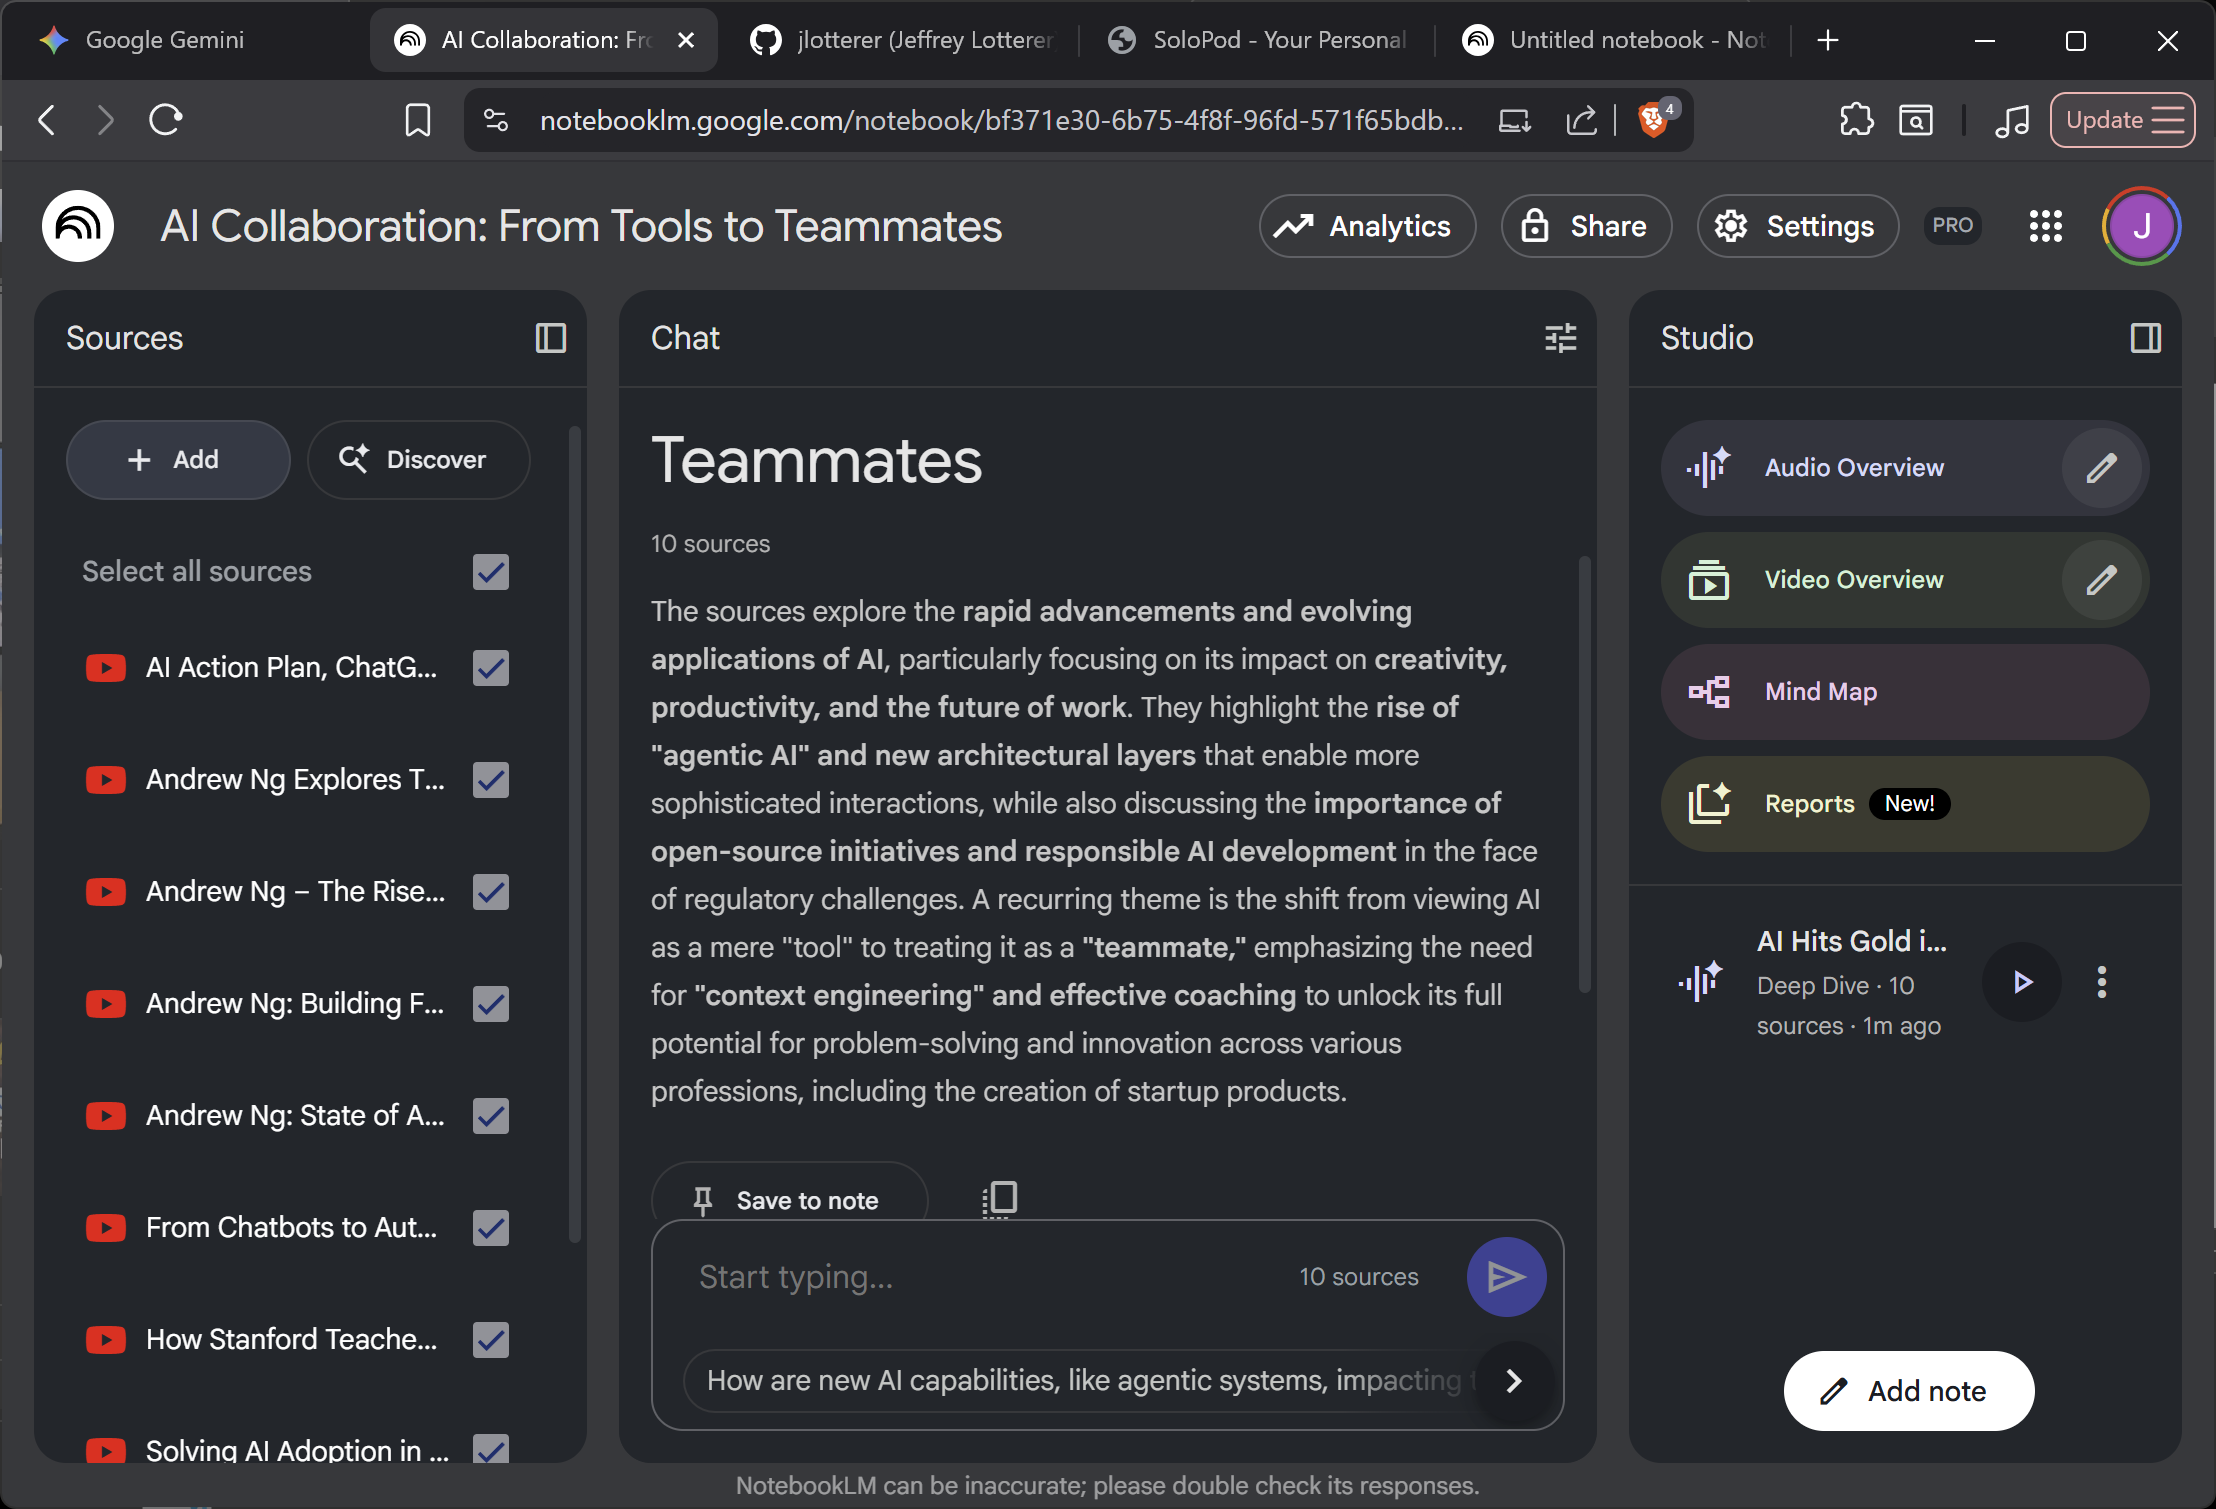 Google Gemini
AI Collaboration: Fro
jlotterer (Jeffrey Lotterer
SoloPod - Your Personal
Untitled notebook - Not
notebooklm.google.com/notebook/bf371e30-6b75-4f8f-96fd-571f65bdb...
4
Update
AI Collaboration: From Tools to Teammates
Analytics
Share
Settings
PRO
J
Sources
Add
Discover
Select all sources
AI Action Plan, ChatG...
Andrew Ng Explores T...
Andrew Ng – The Rise...
Andrew Ng: Building F...
Andrew Ng: State of A...
From Chatbots to Aut...
How Stanford Teache...
Solving AI Adoption in ...
Chat
Teammates
10 sources
The sources explore the rapid advancements and evolving
applications of AI, particularly focusing on its impact on creativity,
productivity, and the future of work. They highlight the rise of
"agentic AI" and new architectural layers that enable more
sophisticated interactions, while also discussing the importance of
open-source initiatives and responsible AI development in the face
of regulatory challenges. A recurring theme is the shift from viewing AI
as a mere "tool" to treating it as a "teammate," emphasizing the need
for "context engineering" and effective coaching to unlock its full
potential for problem-solving and innovation across various
professions, including the creation of startup products.
Save to note
Start typing...
10 sources
How are new AI capabilities, like agentic systems, impacting
Studio
Audio Overview
Video Overview
Mind Map
Reports New!
AI Hits Gold i...
Deep Dive · 10
sources · 1m ago
Add note
NotebookLM can be inaccurate; please double check its responses.